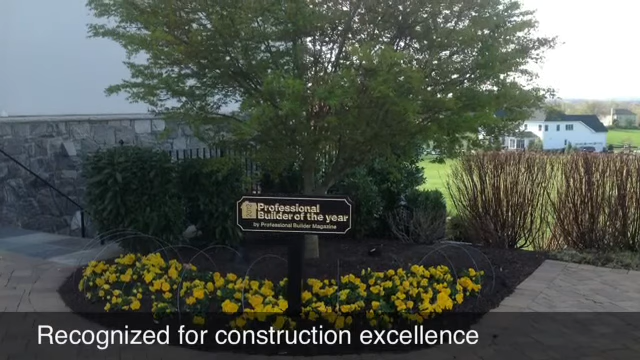 Professional
Builder of the year
by Professional Builder Magazine
Recognized for construction excellence